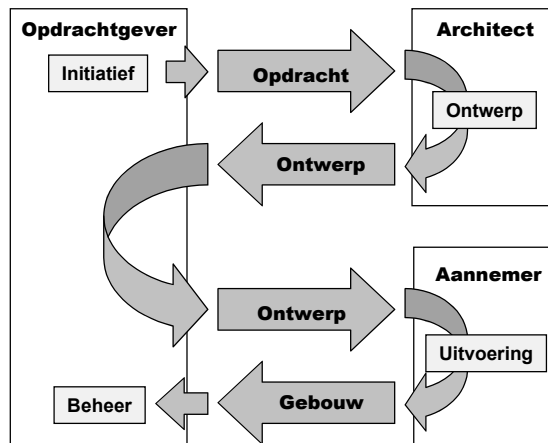 Opdrachtgever
Architect
Initiatief
Opdracht
Ontwerp
Ontwerp
Aannemer
Ontwerp
Uitvoering
Beheer
Gebouw